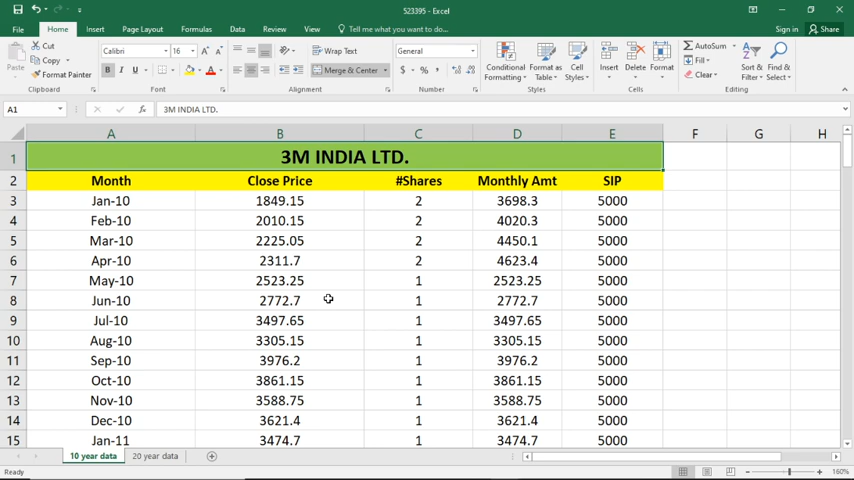 523395 - Excel
File Home Insert Page Layout Formulas Data Review View Tell me what you want to do... Sign in Share
Paste Cut Copy Format Painter Clipboard
Calibri 16 B I U Font
Wrap Text Merge & Center Alignment
General $ % , Number
Conditional Formatting Format as Table Cell Styles Styles
Insert Delete Format Cells
AutoSum Fill Clear Sort & Filter Find & Select Editing
A1 fx 3M INDIA LTD.
A B C D E F G H
1 3M INDIA LTD.
2 Month Close Price #Shares Monthly Amt SIP
3 Jan-10 1849.15 2 3698.3 5000
4 Feb-10 2010.15 2 4020.3 5000
5 Mar-10 2225.05 2 4450.1 5000
6 Apr-10 2311.7 2 4623.4 5000
7 May-10 2523.25 1 2523.25 5000
8 Jun-10 2772.7 1 2772.7 5000
9 Jul-10 3497.65 1 3497.65 5000
10 Aug-10 3305.15 1 3305.15 5000
11 Sep-10 3976.2 1 3976.2 5000
12 Oct-10 3861.15 1 3861.15 5000
13 Nov-10 3588.75 1 3588.75 5000
14 Dec-10 3621.4 1 3621.4 5000
15 Jan-11 3474.7 1 3474.7 5000
10 year data 20 year data
Ready 160%